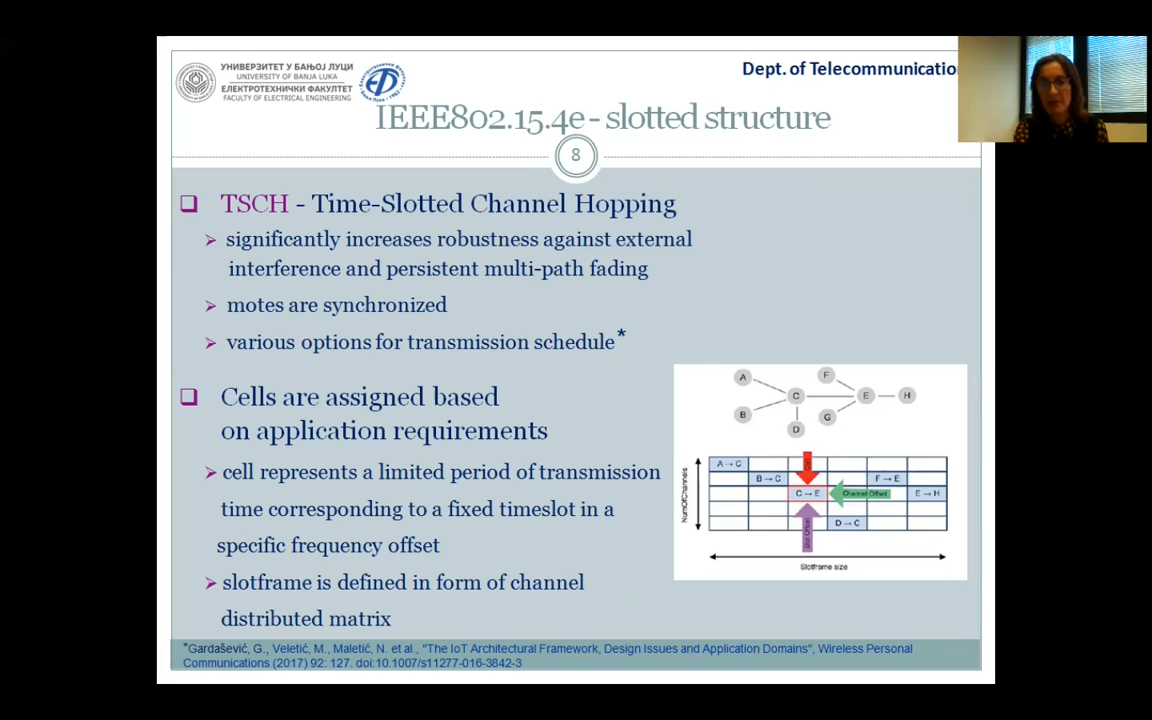 УНИВЕРЗИТЕТ У БАЊОЈ ЛУЦИ
UNIVERSITY OF BANJA LUKA
ЕЛЕКТРОТЕХНИЧКИ ФАКУЛТЕТ
FACULTY OF ELECTRICAL ENGINEERING
Dept. of Telecommunicatio
IEEE802.15.4e - slotted structure
8
TSCH - Time-Slotted Channel Hopping
significantly increases robustness against external
interference and persistent multi-path fading
motes are synchronized
various options for transmission schedule*
Cells are assigned based
on application requirements
cell represents a limited period of transmission
time corresponding to a fixed timeslot in a
specific frequency offset
slotframe is defined in form of channel
distributed matrix
A
F
C
E
H
B
G
D
NumOfChannels
A → C
Cell
B → C
F → E
C → E
Channel Offset
E → H
Slot Offset
D → C
Slotframe size
*Gardašević, G., Veletić, M., Maletić, N. et al., "The IoT Architectural Framework, Design Issues and Application Domains", Wireless Personal
Communications (2017) 92: 127. doi:10.1007/s11277-016-3842-3